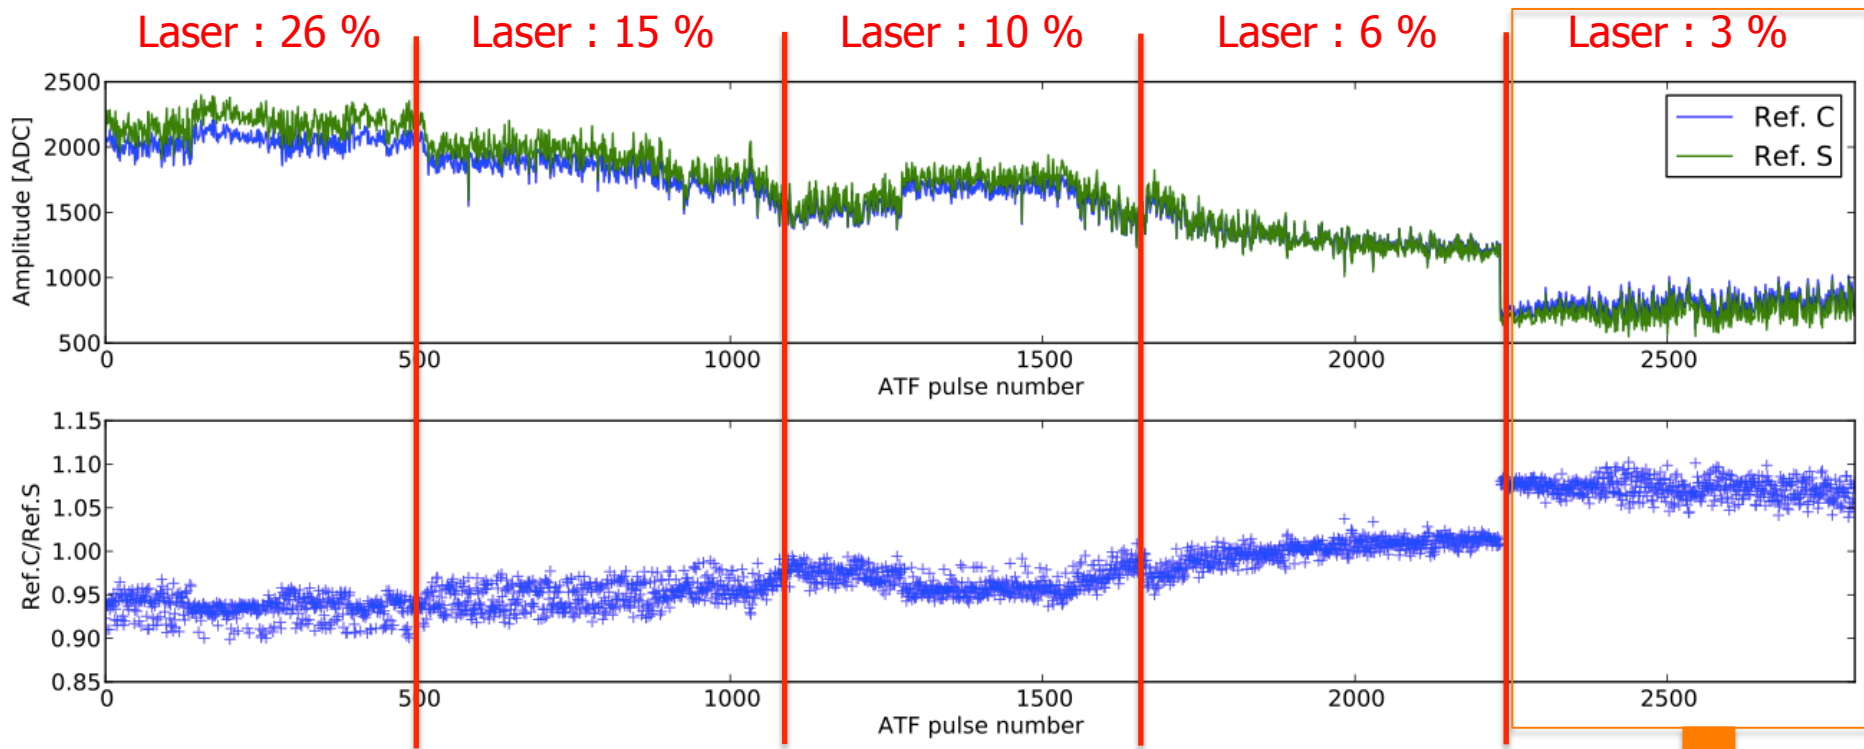 Laser : 26 % Laser : 15 % Laser : 10 % Laser : 6 % Laser : 3 %
2500
2000
1500
1000
500
Amplitude [ADC]
Ref. C
Ref. S
0 500 1000 1500 2000 2500
ATF pulse number
1.15
1.10
1.05
1.00
0.95
0.90
0.85
Ref.C/Ref.S
0 500 1000 1500 2000 2500
ATF pulse number